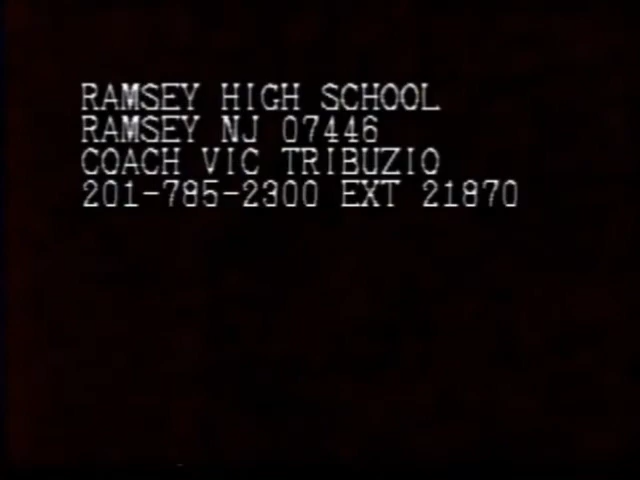 RAMSEY HIGH SCHOOL
RAMSEY NJ 07446
COACH VIC TRIBUZIO
201-785-2300 EXT 21870